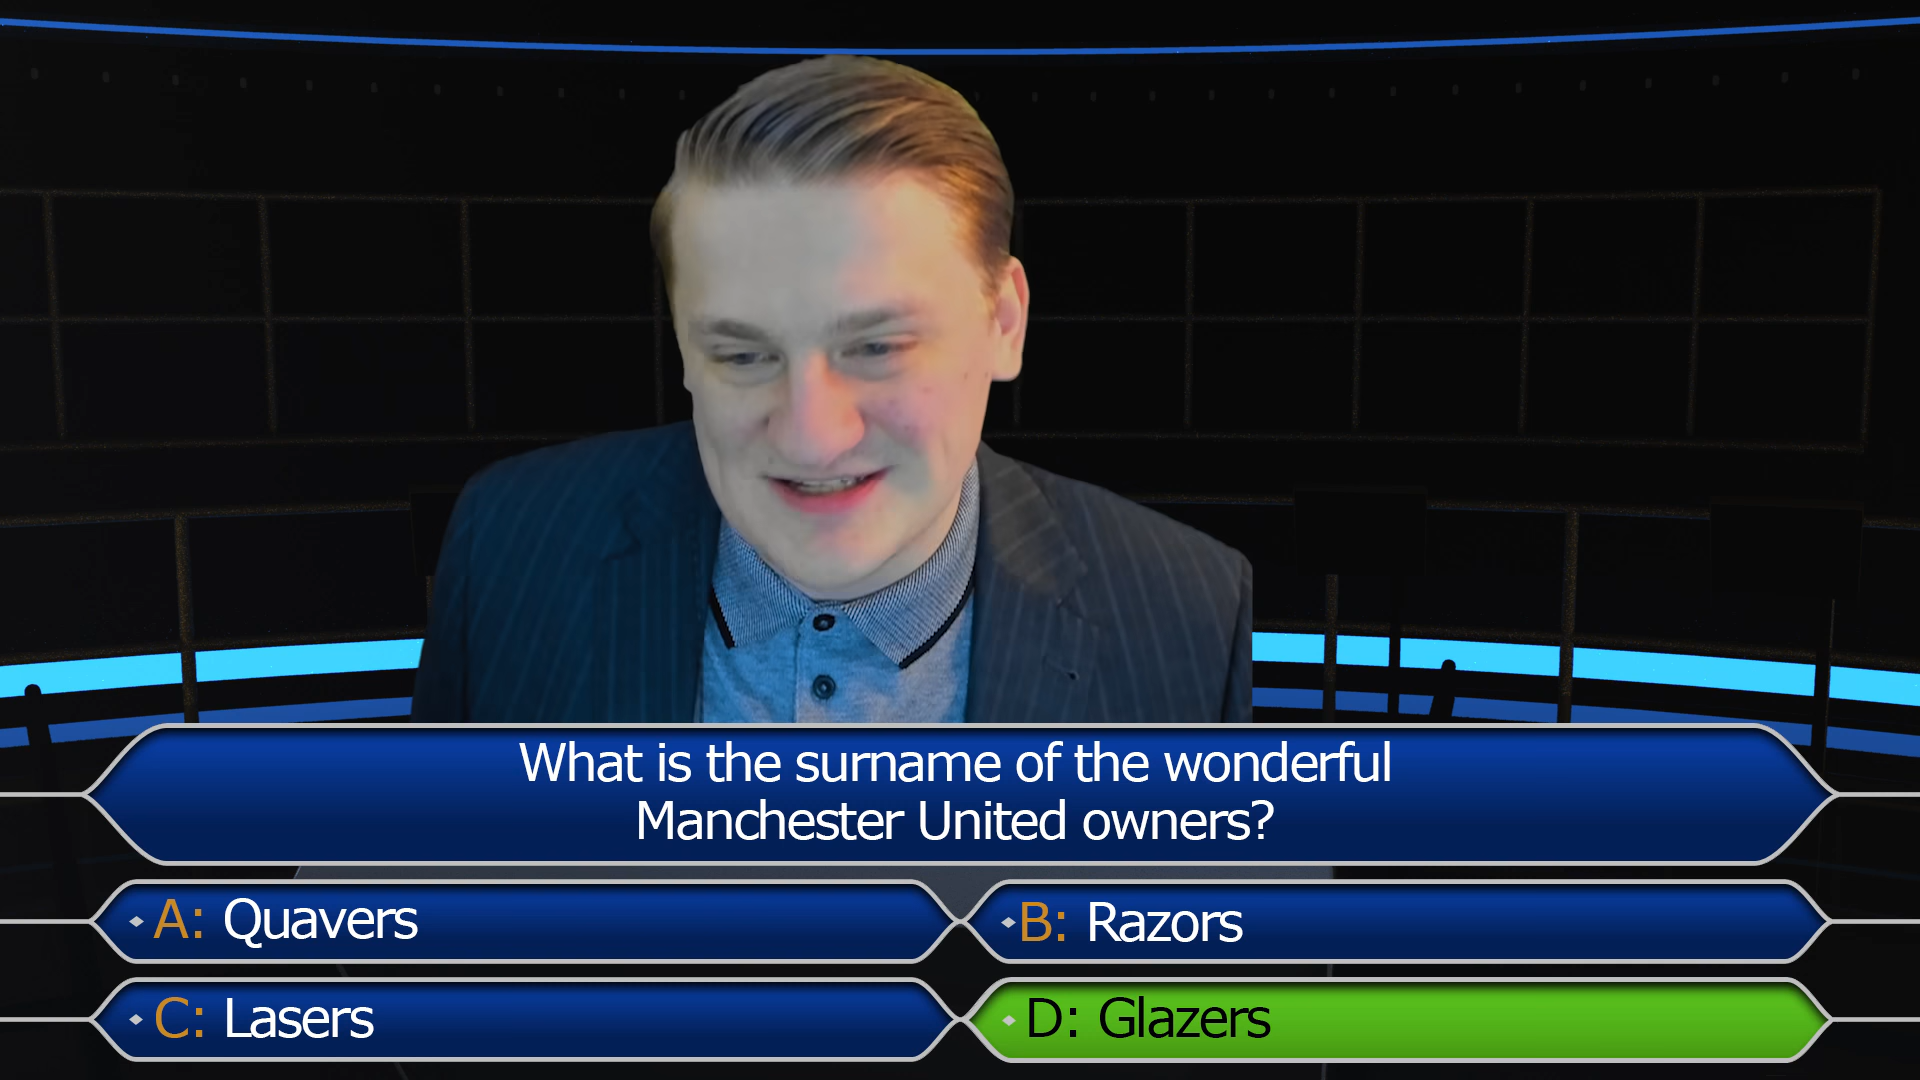 What is the surname of the wonderful
Manchester United owners?
A: Quavers
B: Razors
C: Lasers
D: Glazers